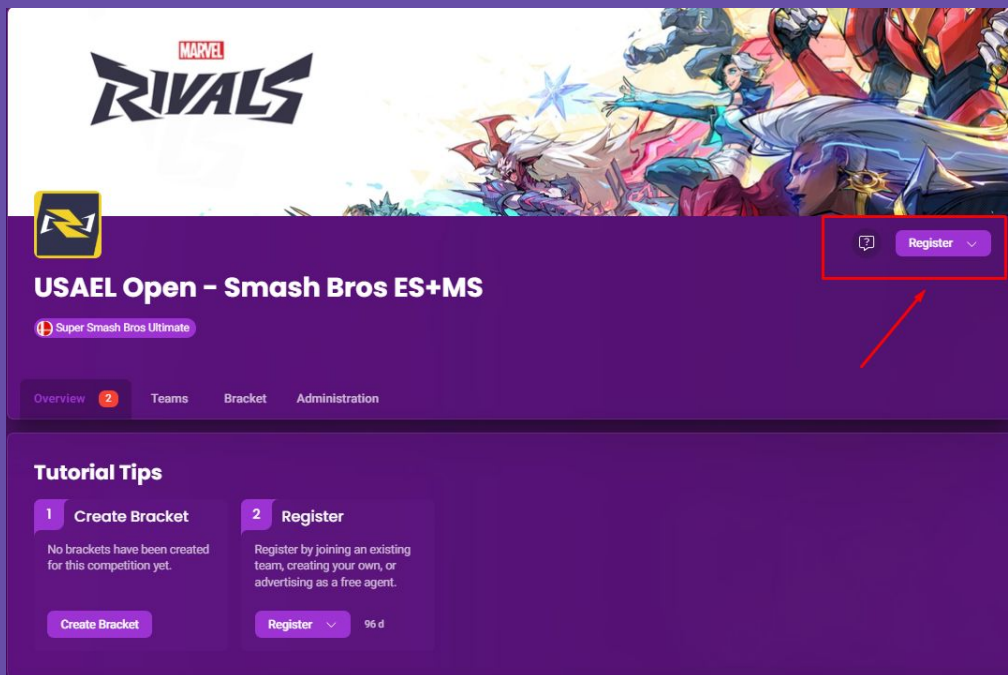 MARVEL
RIVALS
?
Register
USAEL Open - Smash Bros ES+MS
Super Smash Bros Ultimate
Overview 2 Teams Bracket Administration
Tutorial Tips
1 Create Bracket
No brackets have been created
for this competition yet.
Create Bracket
2 Register
Register by joining an existing
team, creating your own, or
advertising as a free agent.
Register 96 d